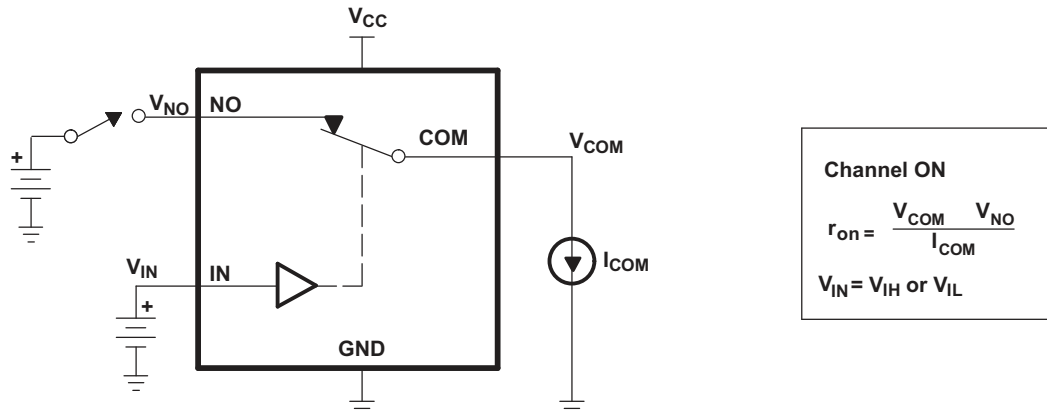 VCC
VNO NO
COM VCOM
+
Channel ON
ron = VCOM VNO
ICOM
ICOM
VIN IN
+
VIN = VIH or VIL
GND